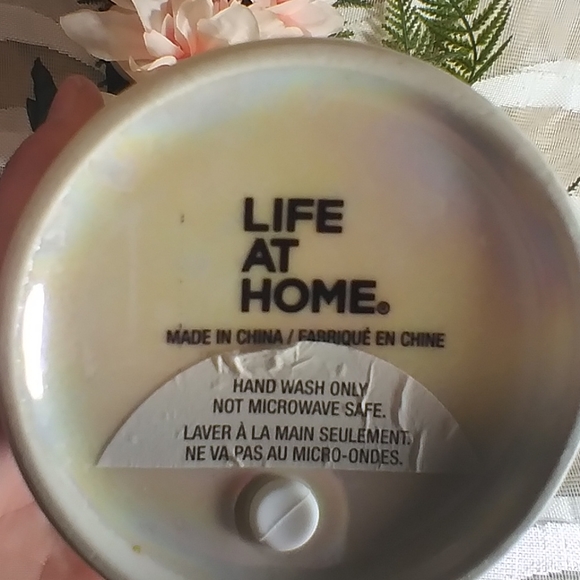 LIFE
AT
HOME®
MADE IN CHINA / FABRIQUÉ EN CHINE
HAND WASH ONLY
NOT MICROWAVE SAFE.
LAVER À LA MAIN SEULEMENT.
NE VA PAS AU MICRO-ONDES.